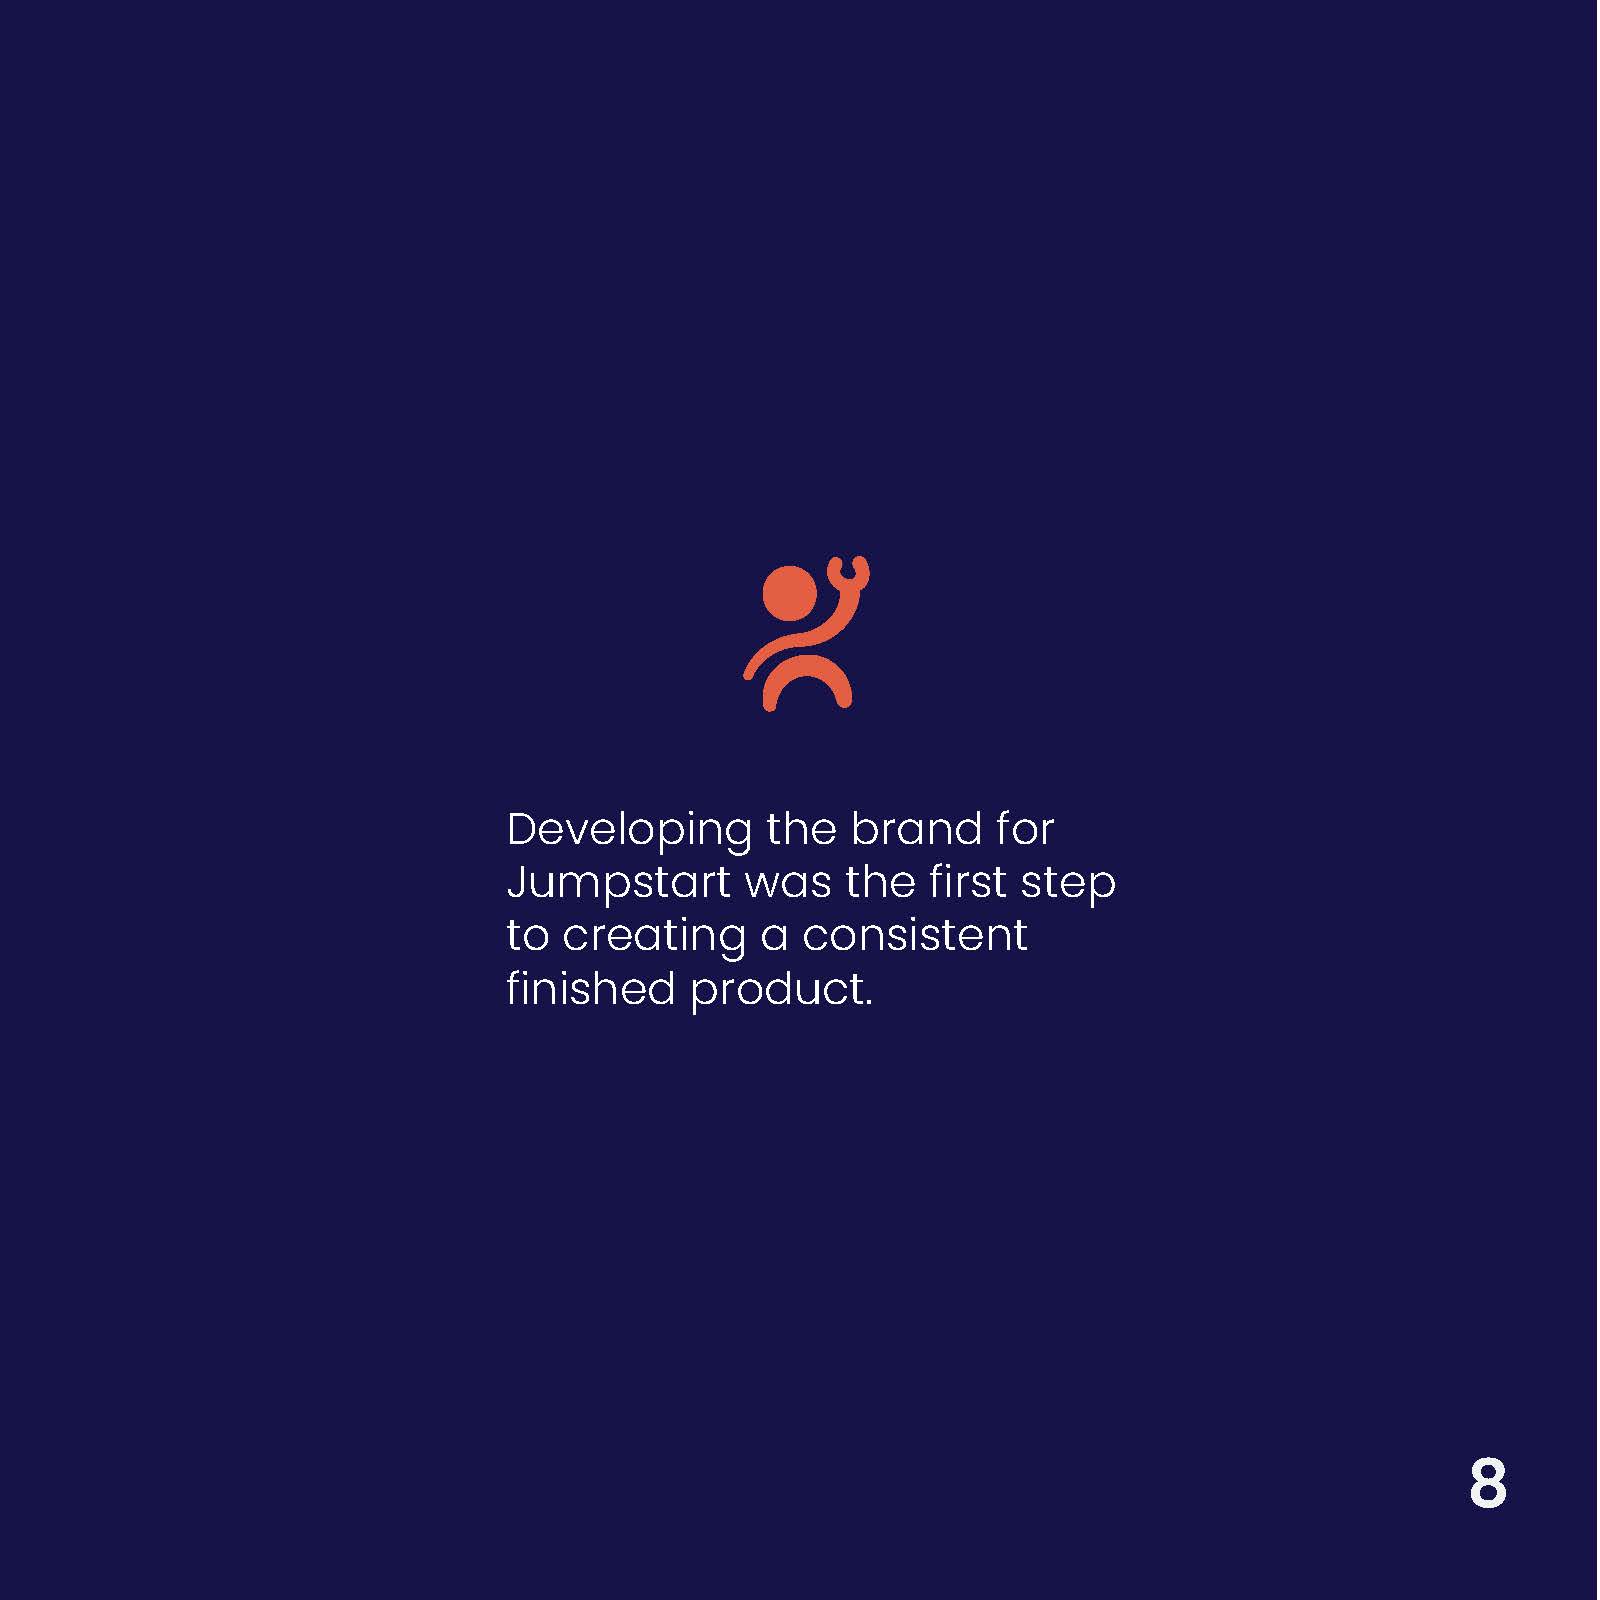 Developing the brand for
Jumpstart was the first step
to creating a consistent
finished product.
8